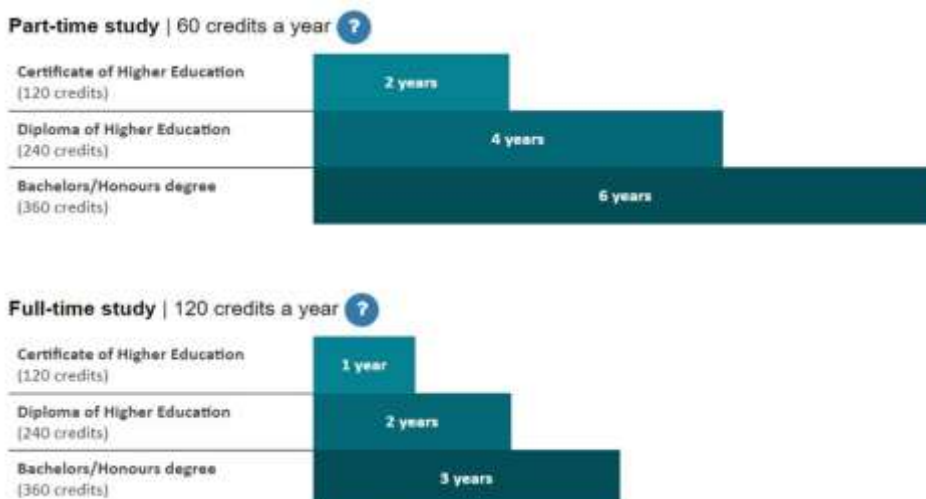 Part-time study | 60 credits a year ?
Certificate of Higher Education
(120 credits)
2 years
Diploma of Higher Education
(240 credits)
4 years
Bachelors/Honours degree
(360 credits)
6 years
Full-time study | 120 credits a year ?
Certificate of Higher Education
(120 credits)
1 year
Diploma of Higher Education
(240 credits)
2 years
Bachelors/Honours degree
(360 credits)
3 years